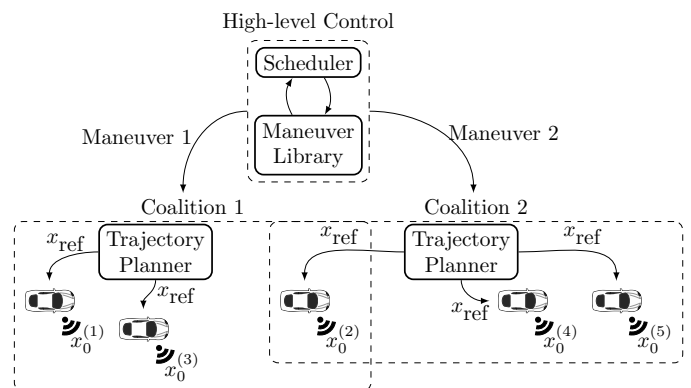 High-level Control
Scheduler
Maneuver
Library
Maneuver 1
Maneuver 2
Coalition 1
Coalition 2
x_ref
Trajectory
Planner
x_ref
x_ref
Trajectory
Planner
x_ref
x_ref
x_0^(1)
x_0^(3)
x_0^(2)
x_0^(4)
x_0^(5)